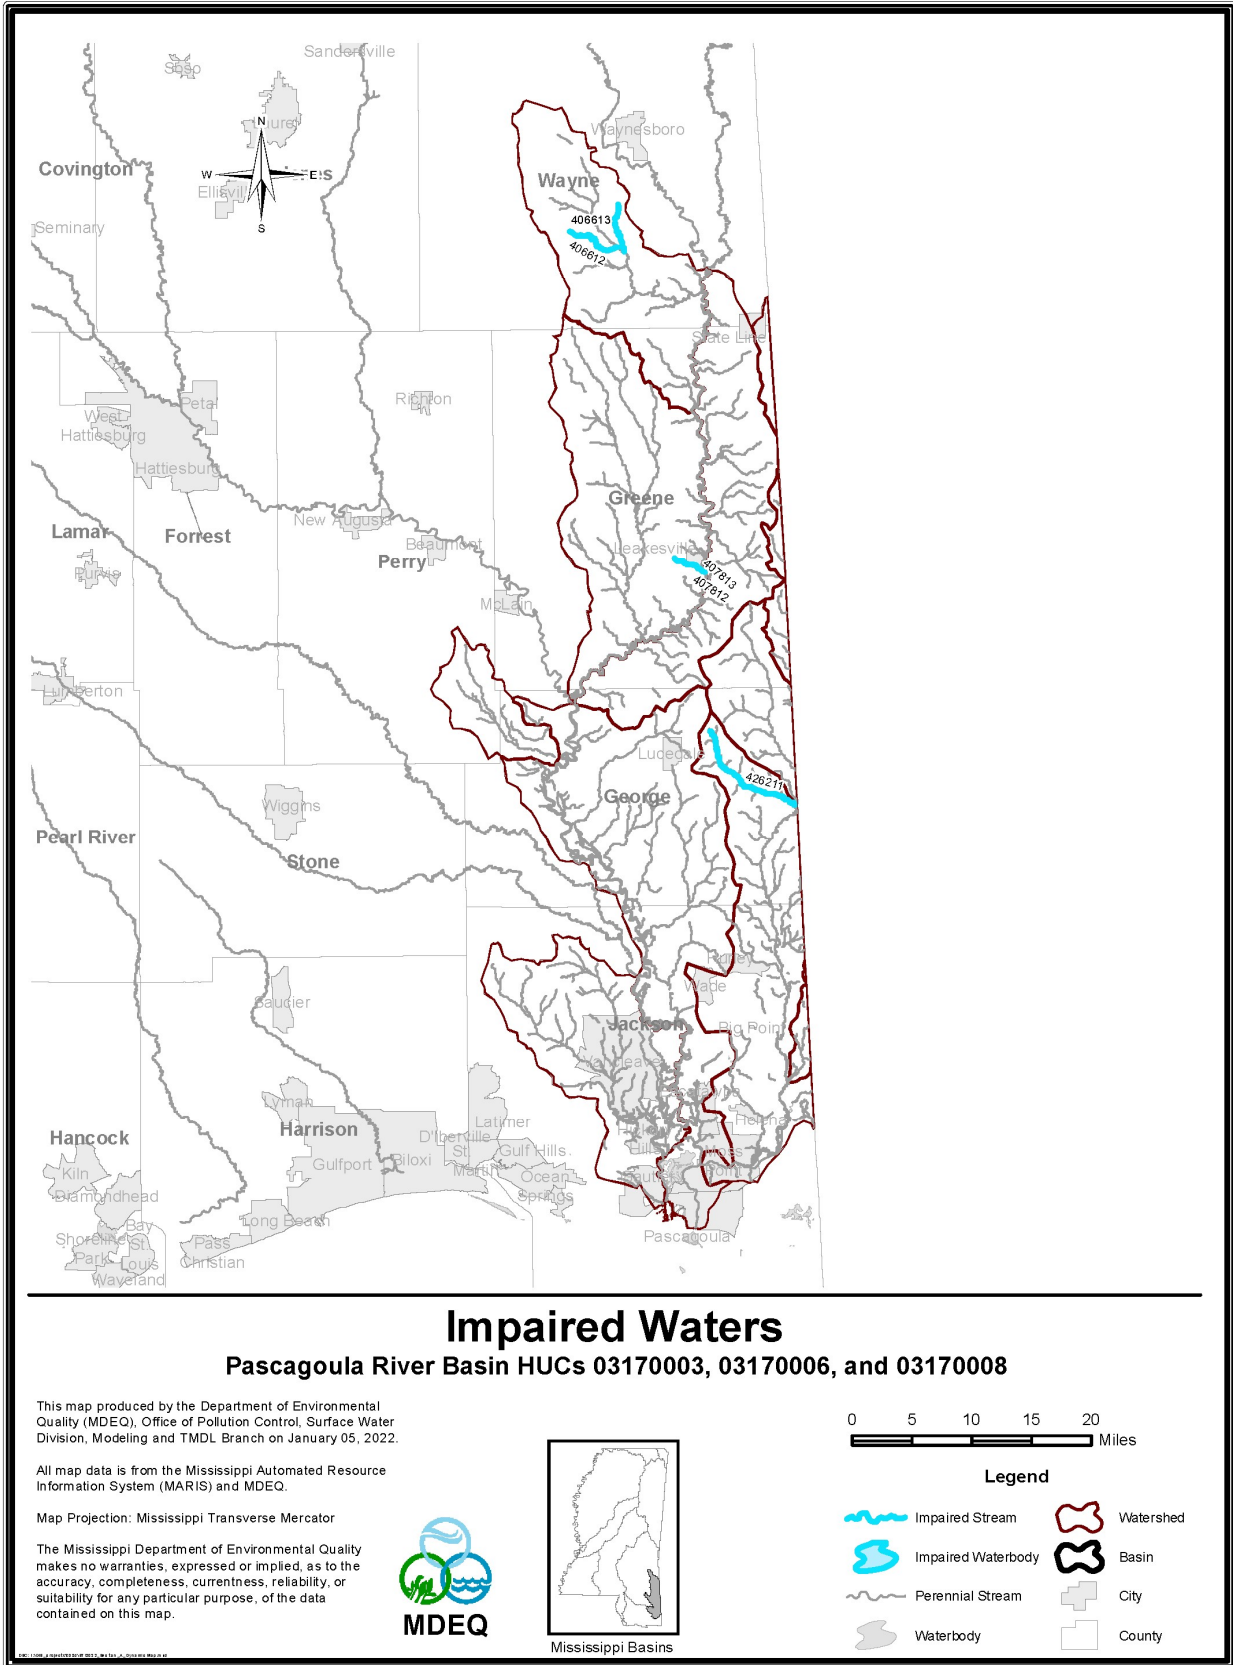 Sandersville
Soso
Laurel
Waynesboro
Covington
N
W
E
S
Ellisvil
Wayne
406613
406612
Seminary
State Line
Richton
Petal
West
Hattiesburg
Hattiesburg
Greene
New Augusta
Lamar
Forrest
Beaumont
Leakesville
Perry
407813
407812
Purvis
McLain
Lumberton
Lucedale
426211
George
Wiggins
Pearl River
Stone
Hurley
Wade
Saucier
Jackson
Big Point
Vancleave
Lyman
Latimer
Helena
Hancock
Harrison
D'Iberville
St.
Martin
Gulf Hills
Hills
Moss
Point
Kiln
Gulfport
Biloxi
Ocean
Springs
Gautier
Diamondhead
Long Beach
Bay
St.
Louis
Shoreline
Park
Pass
Christian
Pascagoula
Waveland
Impaired Waters
Pascagoula River Basin HUCs 03170003, 03170006, and 03170008
This map produced by the Department of Environmental
Quality (MDEQ), Office of Pollution Control, Surface Water
Division, Modeling and TMDL Branch on January 05, 2022.
All map data is from the Mississippi Automated Resource
Information System (MARIS) and MDEQ.
Map Projection: Mississippi Transverse Mercator
The Mississippi Department of Environmental Quality
makes no warranties, expressed or implied, as to the
accuracy, completeness, currentness, reliability, or
suitability for any particular purpose, of the data
contained on this map.
MDEQ
Mississippi Basins
0 5 10 15 20
Miles
Legend
Impaired Stream
Watershed
Impaired Waterbody
Basin
Perennial Stream
City
Waterbody
County